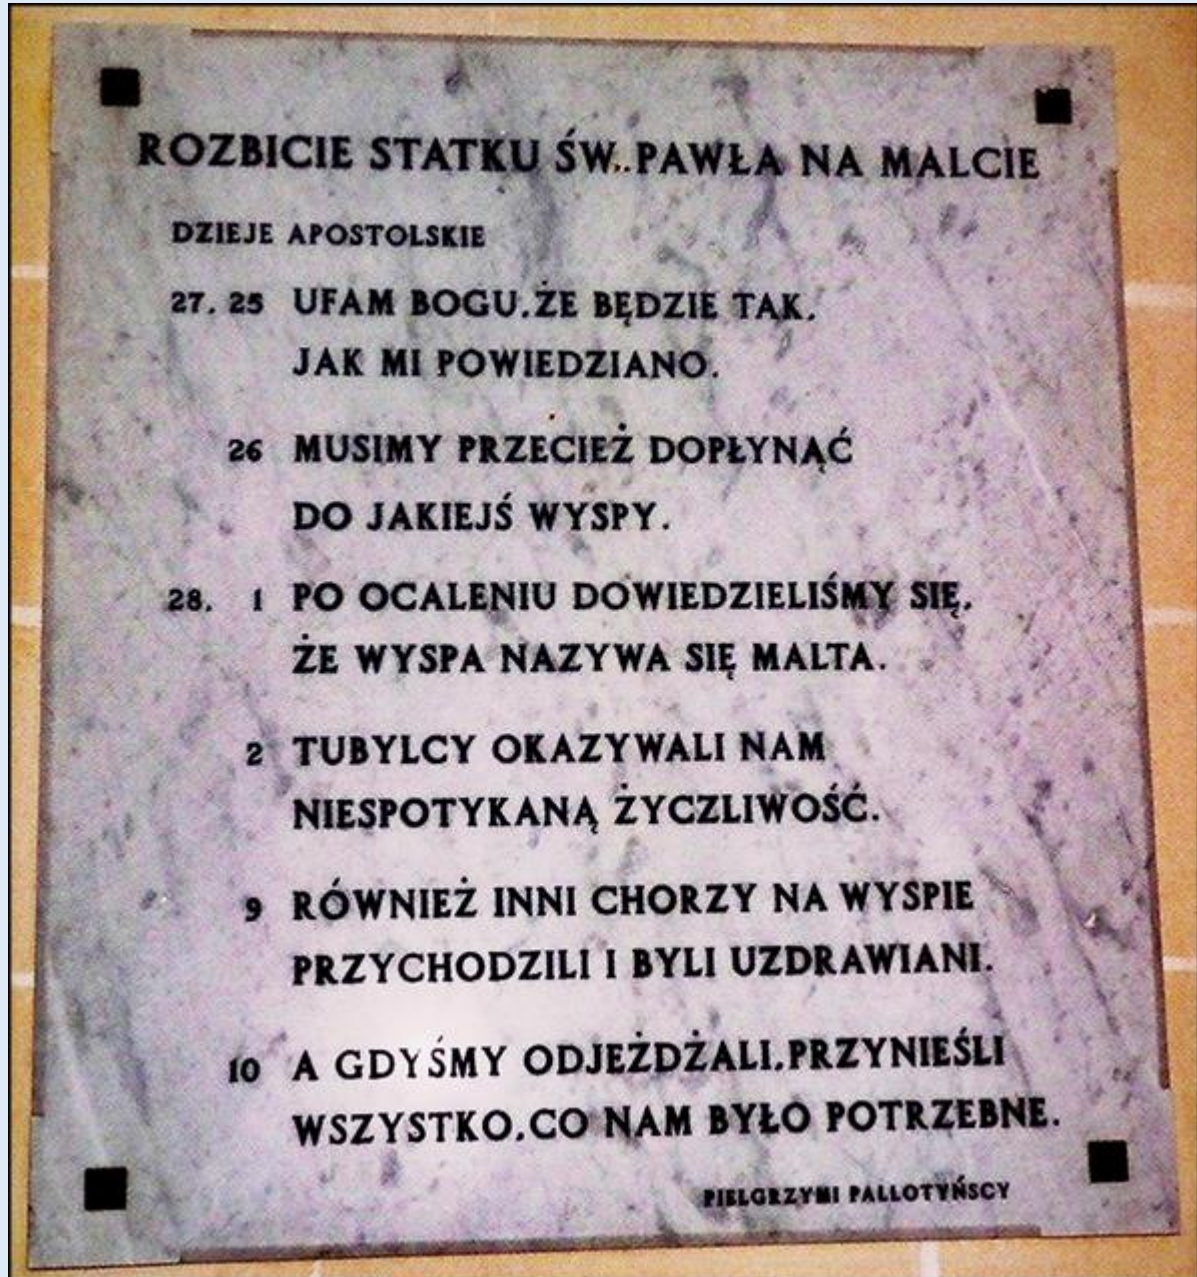 ROZBICIE STATKU ŚW..PAWŁA NA MALCIE
DZIEJE APOSTOLSKIE
27, 25 UFAM BOGU,ŻE BĘDZIE TAK,
JAK MI POWIEDZIANO.
26 MUSIMY PRZECIEŻ DOPŁYNĄĆ
DO JAKIEJŚ WYSPY.
28, 1 PO OCALENIU DOWIEDZIELIŚMY SIĘ,
ŻE WYSPA NAZYWA SIĘ MALTA.
2 TUBYLCY OKAZYWALI NAM
NIESPOTYKANĄ ŻYCZLIWOŚĆ.
9 RÓWNIEŻ INNI CHORZY NA WYSPIE
PRZYCHODZILI I BYLI UZDRAWIANI.
10 A GDYŚMY ODJEŻDŻALI,PRZYNIEŚLI
WSZYSTKO,CO NAM BYŁO POTRZEBNE.
PIELGRZYMI PALLOTYŃSCY